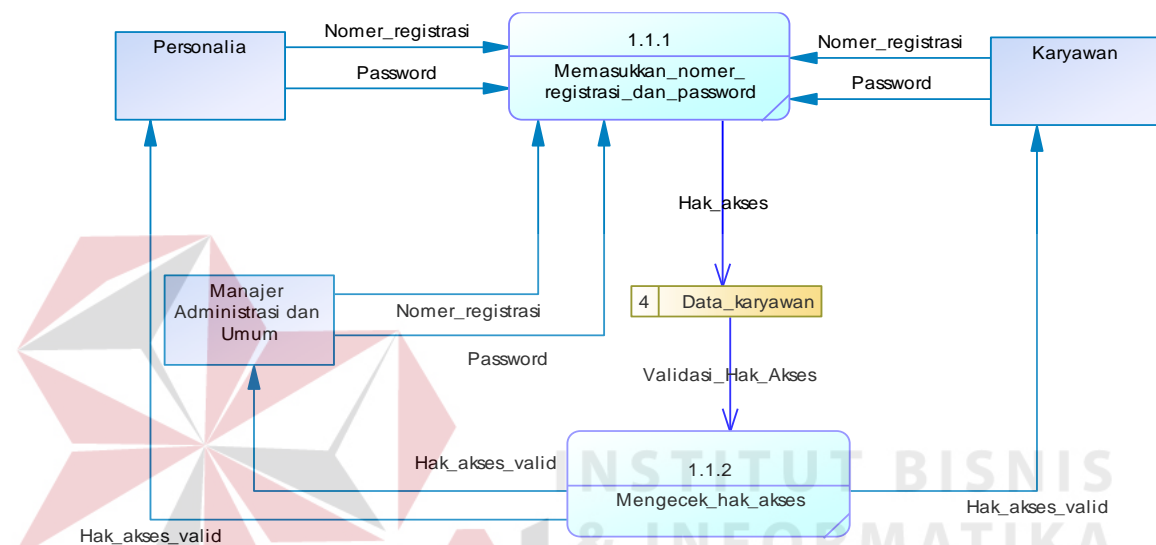 Nomer_registrasi
Personalia
Password
1.1.1
Memasukkan_nomer_
registrasi_dan_password
Nomer_registrasi
Karyawan
Password
Hak_akses
Manajer
Administrasi dan
Umum
Nomer_registrasi
Password
4 Data_karyawan
Validasi_Hak_Akses
Hak_akses_valid
1.1.2
Mengecek_hak_akses
Hak_akses_valid
Hak_akses_valid
INSTITUT BISNIS
& INFORMATIKA